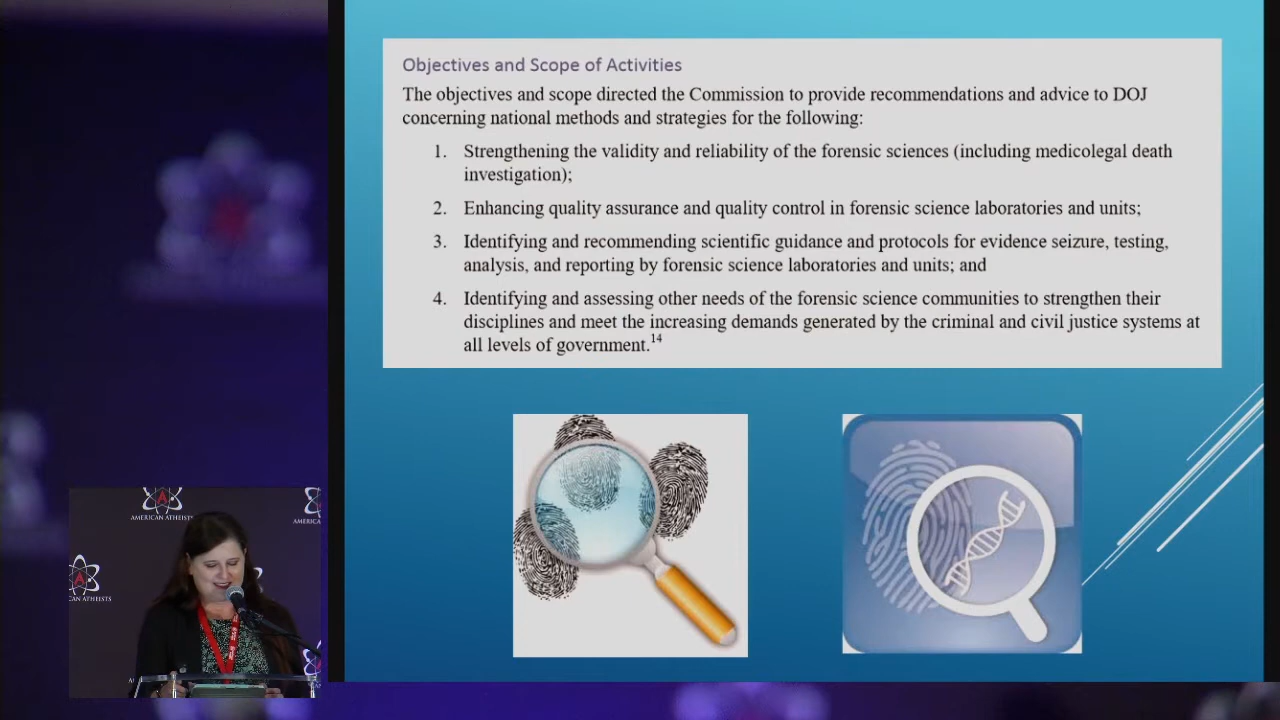 Objectives and Scope of Activities
The objectives and scope directed the Commission to provide recommendations and advice to DOJ
concerning national methods and strategies for the following:
1. Strengthening the validity and reliability of the forensic sciences (including medicolegal death
investigation);
2. Enhancing quality assurance and quality control in forensic science laboratories and units;
3. Identifying and recommending scientific guidance and protocols for evidence seizure, testing,
analysis, and reporting by forensic science laboratories and units; and
4. Identifying and assessing other needs of the forensic science communities to strengthen their
disciplines and meet the increasing demands generated by the criminal and civil justice systems at
all levels of government.14
A
AMERICAN ATHEISTS
AMERIC
A
CAN ATHEISTS